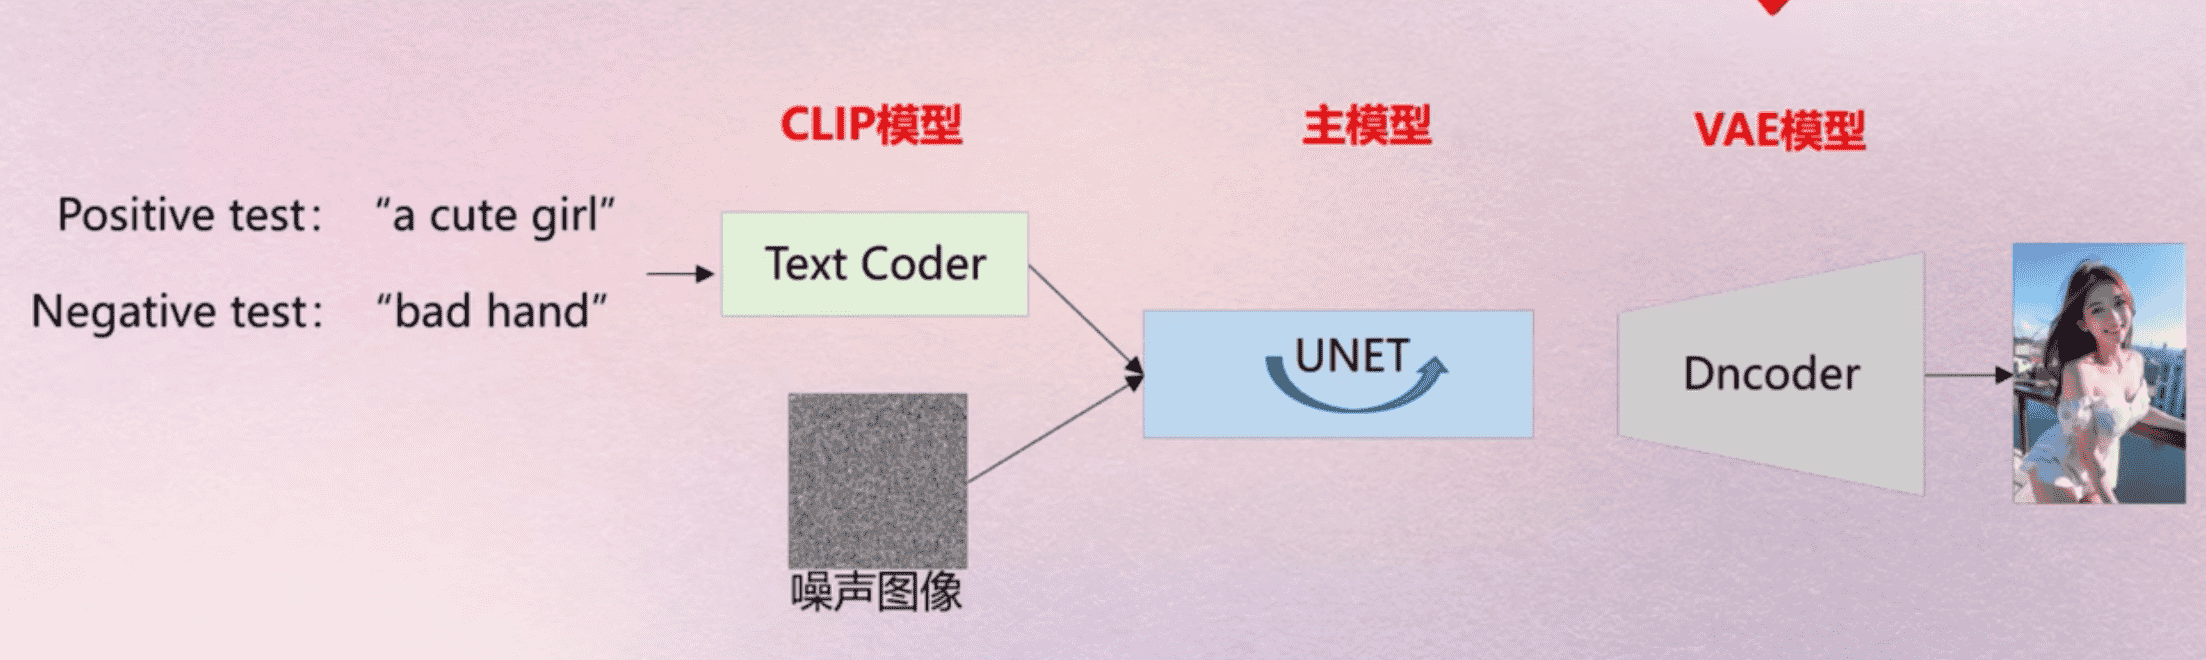 CLIP模型
主模型
VAE模型
Positive test： “a cute girl”
Negative test： “bad hand”
Text Coder
UNET
Dncoder
噪声图像